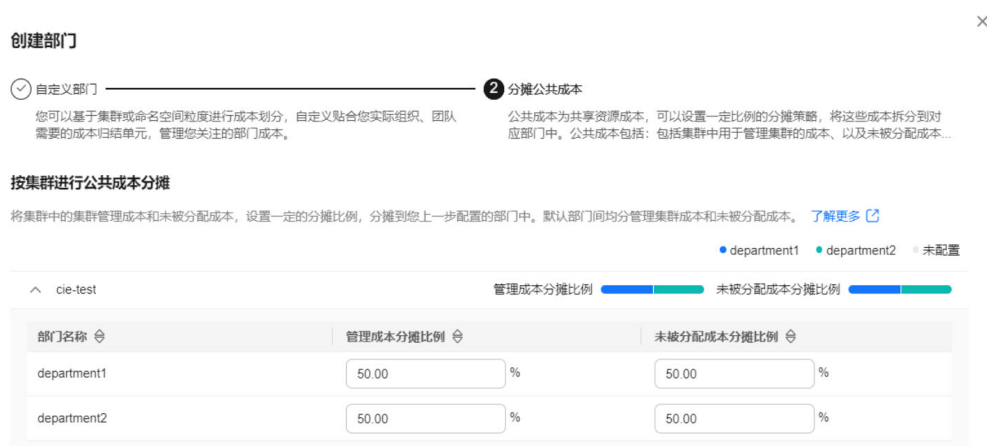 创建部门
自定义部门
2 分摊公共成本
您可以基于集群或命名空间粒度进行成本划分，自定义贴合您实际组织、团队
需要的成本归结单元，管理您关注的部门成本。
公共成本为共享资源成本，可以设置一定比例的分摊策略，将这些成本拆分到对
应部门中。公共成本包括：包括集群中用于管理集群的成本、以及未被分配成本...
按集群进行公共成本分摊
将集群中的集群管理成本和未被分配成本，设置一定的分摊比例，分摊到您上一步配置的部门中。默认部门间均分管理集群成本和未被分配成本。 了解更多
department1 department2 未配置
cie-test 管理成本分摊比例 未被分配成本分摊比例
部门名称 管理成本分摊比例 未被分配成本分摊比例
department1 50.00 % 50.00 %
department2 50.00 % 50.00 %